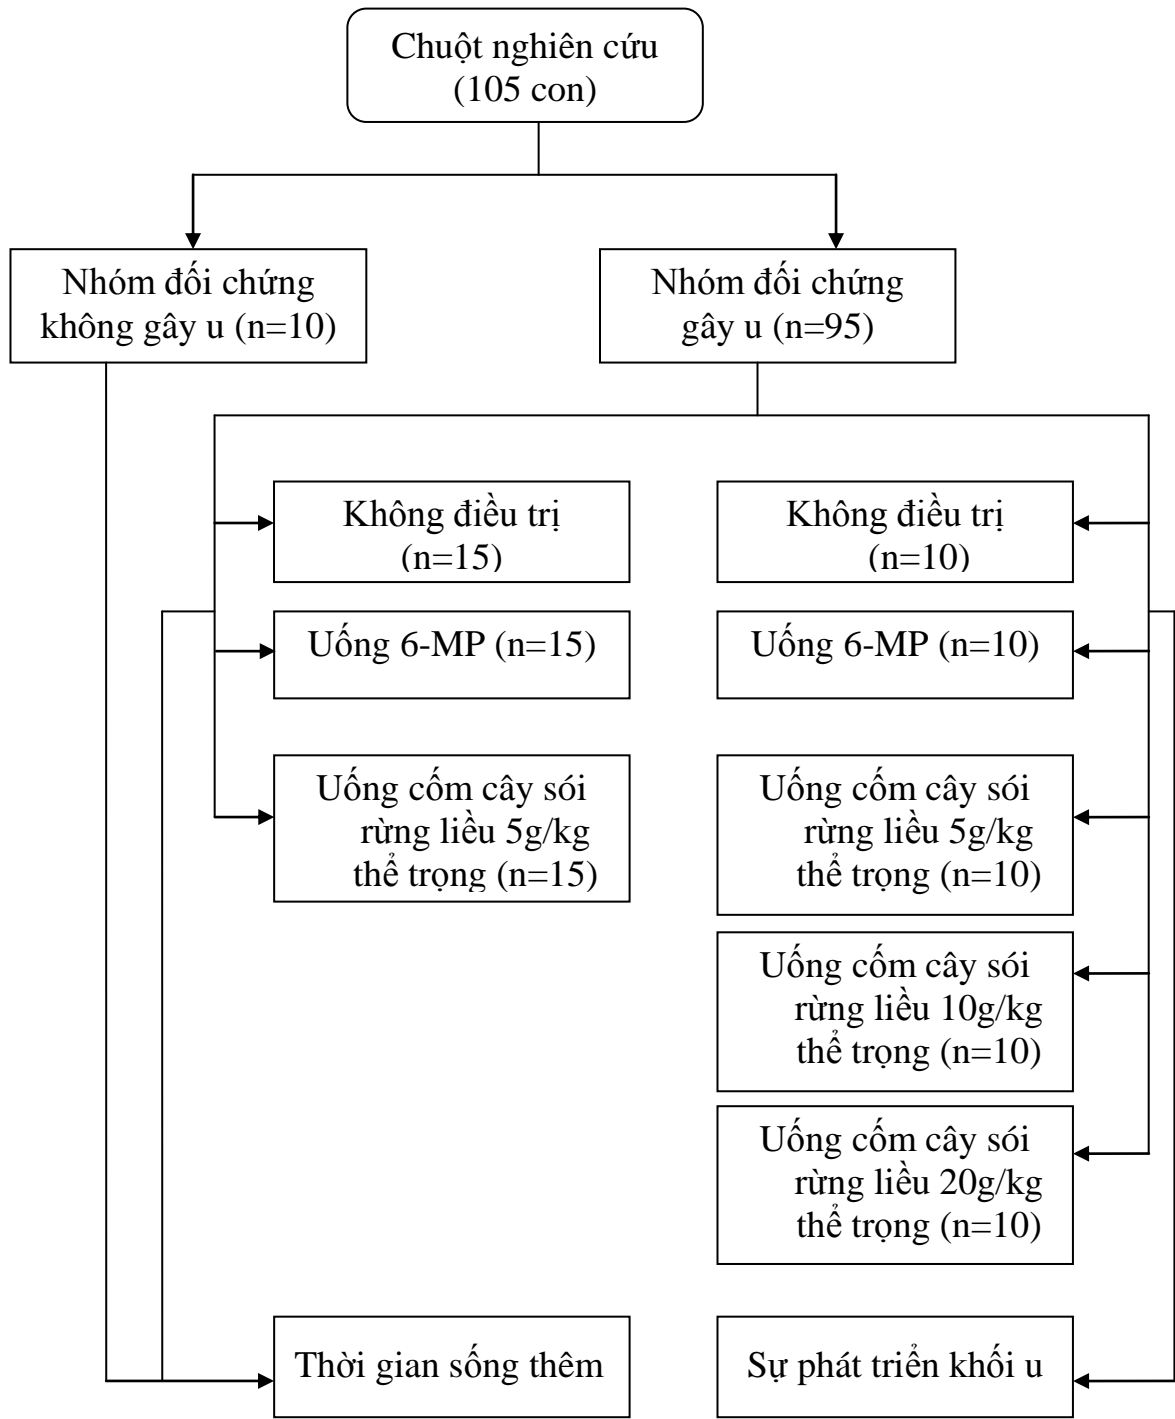 Chuột nghiên cứu
(105 con)
Nhóm đối chứng
không gây u (n=10)
Nhóm đối chứng
gây u (n=95)
Không điều trị
(n=15)
Không điều trị
(n=10)
Uống 6-MP (n=15)
Uống 6-MP (n=10)
Uống cốm cây sói
rừng liều 5g/kg
thể trọng (n=15)
Uống cốm cây sói
rừng liều 5g/kg
thể trọng (n=10)
Uống cốm cây sói
rừng liều 10g/kg
thể trọng (n=10)
Uống cốm cây sói
rừng liều 20g/kg
thể trọng (n=10)
Thời gian sống thêm
Sự phát triển khối u